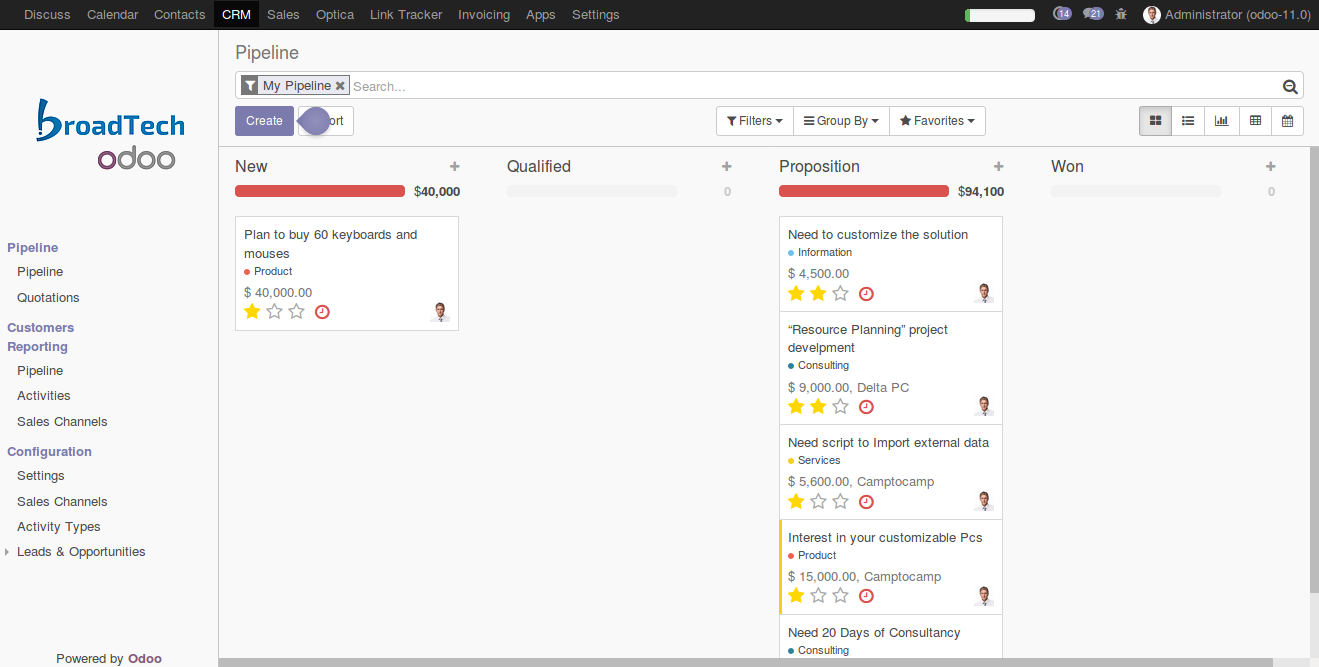 Discuss Calendar Contacts CRM Sales Optica Link Tracker Invoicing Apps Settings 14 21 Administrator (odoo-11.0)
broadTech
odoo
Pipeline
My Pipeline Search...
Create ort Filters Group By Favorites
New Qualified Proposition Won
$40,000 0 $94,100 0
Plan to buy 60 keyboards and
mouses
Product
$ 40,000.00
Need to customize the solution
Information
$ 4,500.00
“Resource Planning” project
develpment
Consulting
$ 9,000.00, Delta PC
Need script to Import external data
Services
$ 5,600.00, Camptocamp
Interest in your customizable Pcs
Product
$ 15,000.00, Camptocamp
Need 20 Days of Consultancy
Consulting
Pipeline
Pipeline
Quotations
Customers
Reporting
Pipeline
Activities
Sales Channels
Configuration
Settings
Sales Channels
Activity Types
Leads & Opportunities
Powered by Odoo